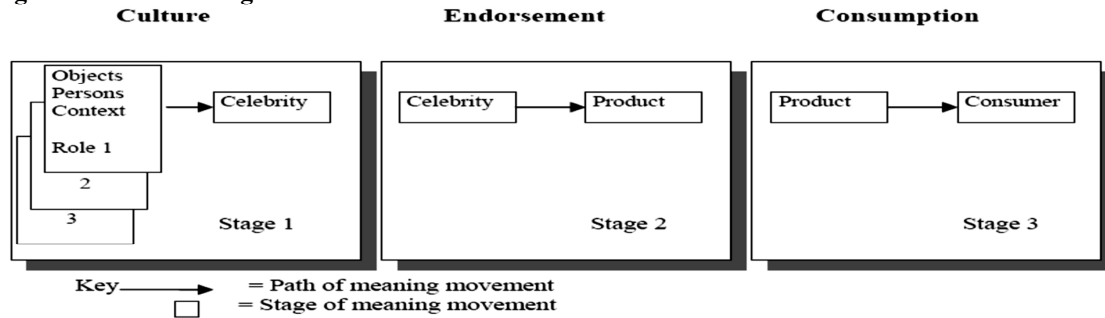 Culture Endorsement Consumption
Objects
Persons
Context
Role 1
2
3
Celebrity
Stage 1
Celebrity Product
Stage 2
Product Consumer
Stage 3
Key = Path of meaning movement
= Stage of meaning movement